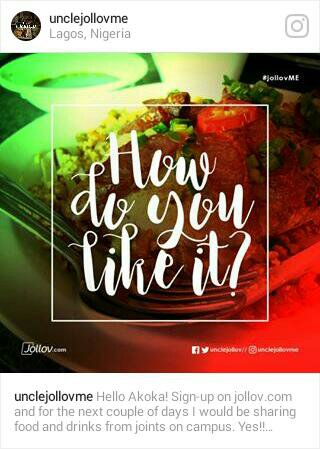 unclejollovme
Lagos, Nigeria
#jollovME
How
do you
like it?
Jollov.com
unclejollov// unclejollovme
unclejollovme Hello Akoka! Sign-up on jollov.com
and for the next couple of days I would be sharing
food and drinks from joints on campus. Yes!!...